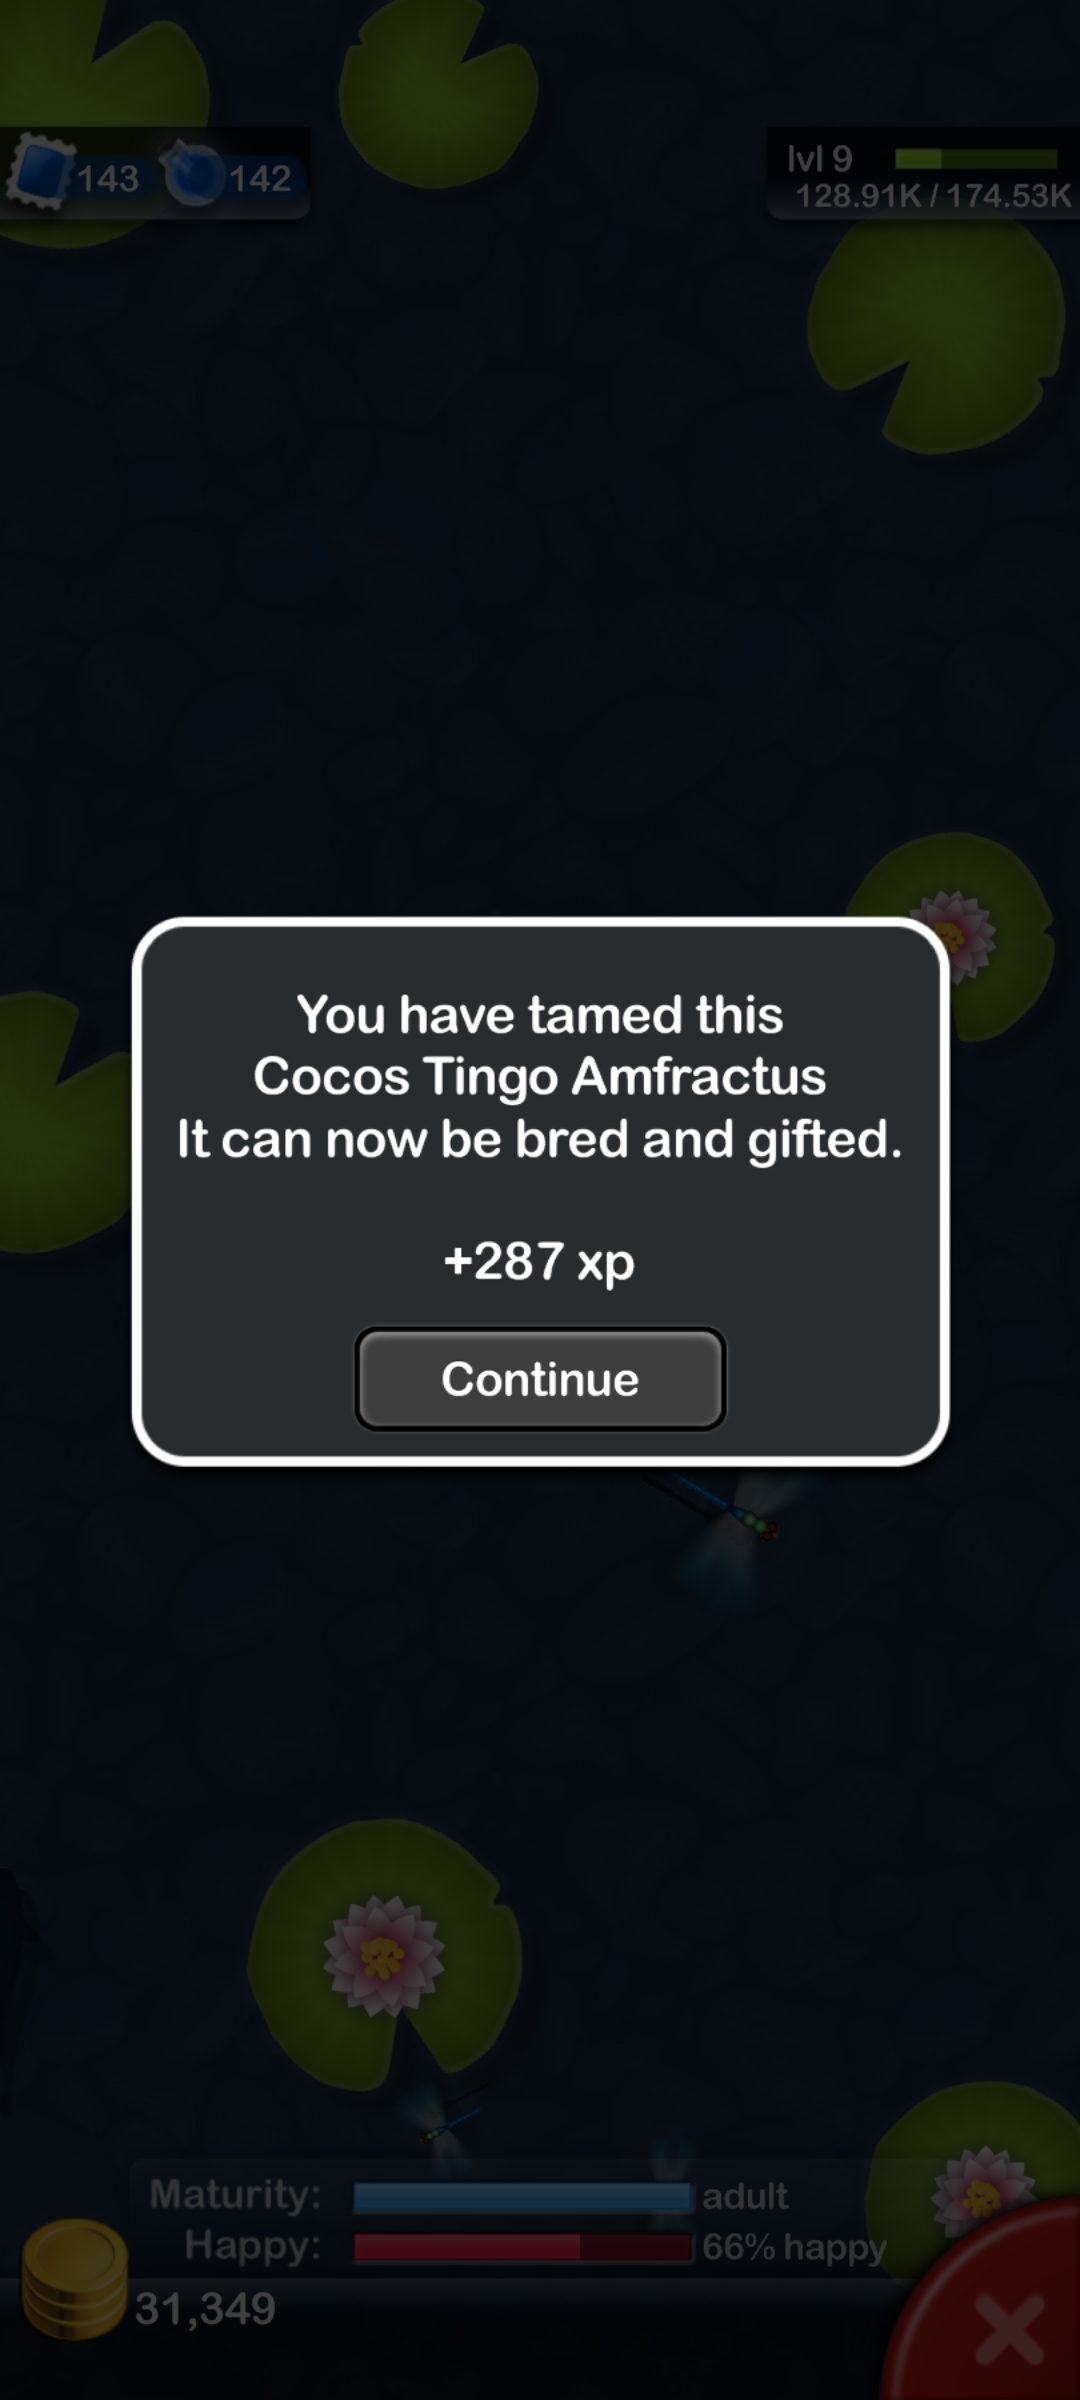 143
142
lvl 9
128.91K / 174.53K
You have tamed this
Cocos Tingo Amfractus
It can now be bred and gifted.
+287 xp
Continue
Maturity: adult
Happy: 66% happy
31,349